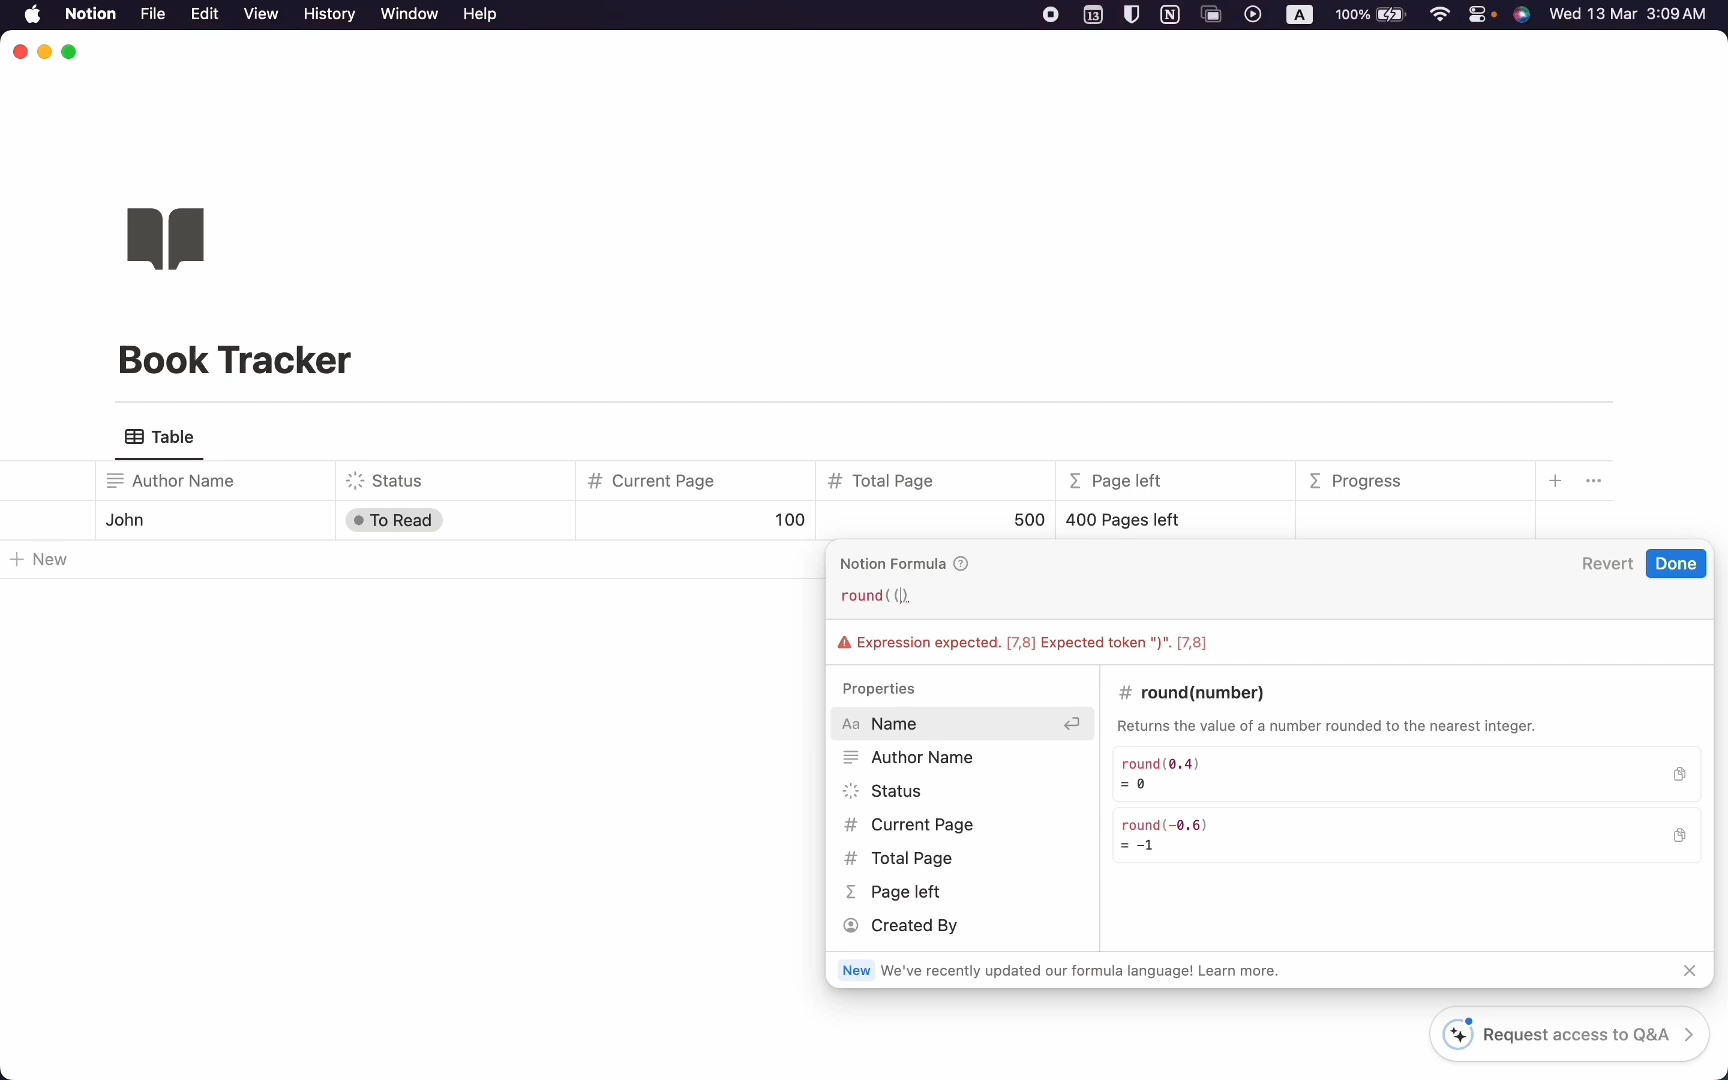 Notion File Edit View History Window Help 13 N A 100% Wed 13 Mar 3:09 AM
Book Tracker
Table
Author Name Status # Current Page # Total Page Σ Page left Σ Progress + ...
John To Read 100 500 400 Pages left
+ New
Notion Formula ? Revert Done
round(()
Expression expected. [7,8] Expected token ")". [7,8]
Properties
Aa Name
Author Name
Status
# Current Page
# Total Page
Σ Page left
Created By
# round(number)
Returns the value of a number rounded to the nearest integer.
round(0.4)
= 0
round(-0.6)
= -1
New We've recently updated our formula language! Learn more.
Request access to Q&A